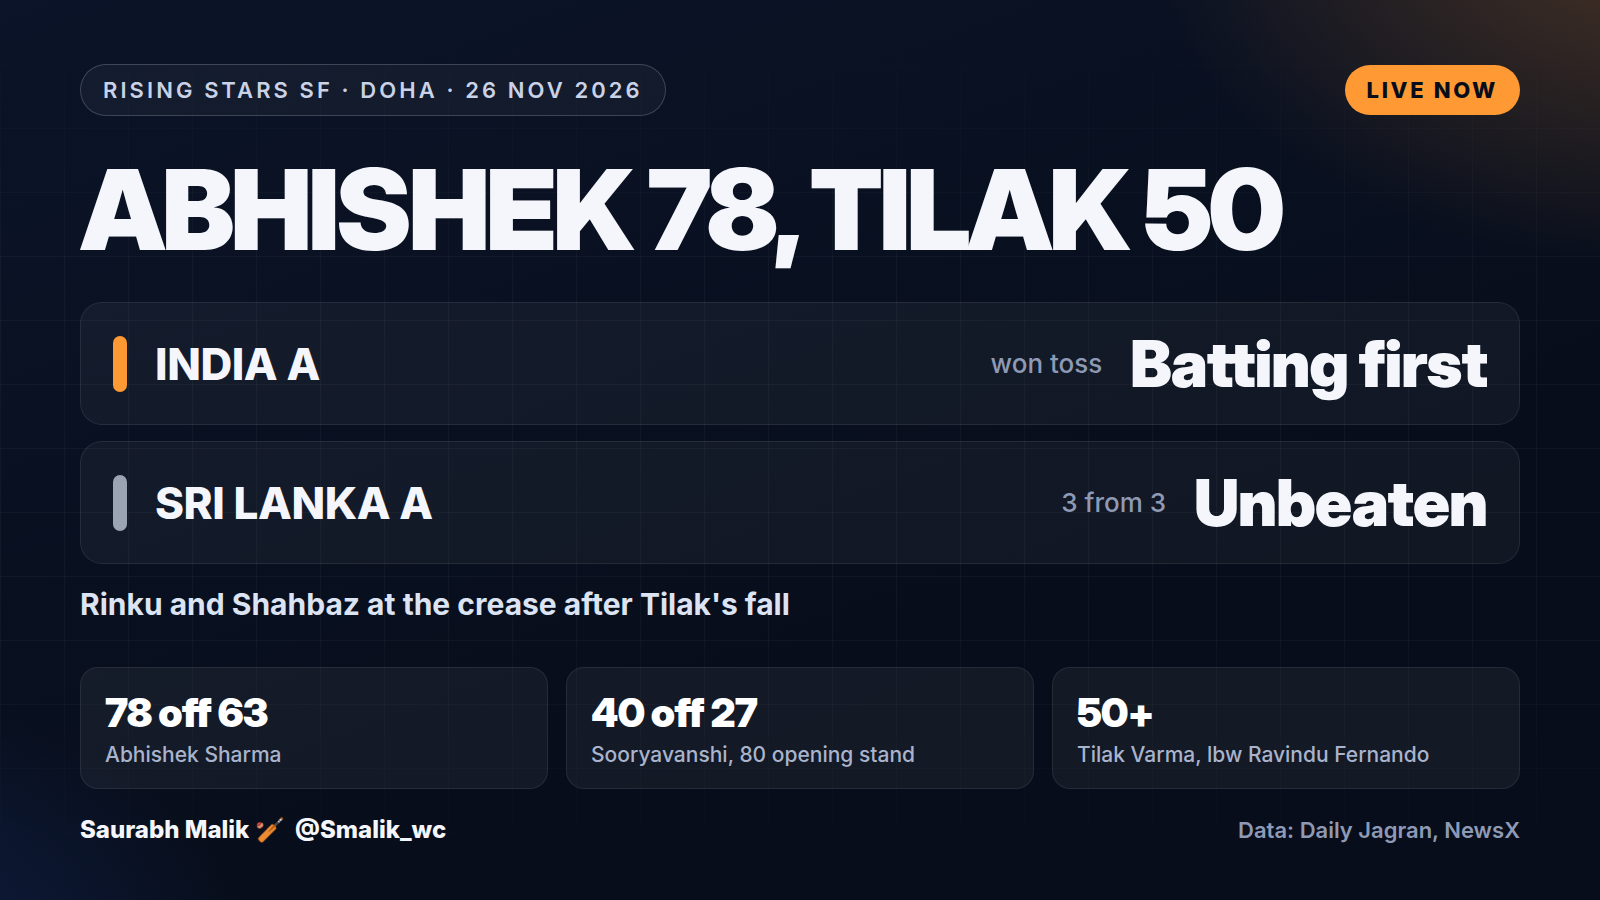 RISING STARS SF · DOHA · 26 NOV 2026
LIVE NOW
ABHISHEK 78, TILAK 50
INDIA A
won toss
Batting first
SRI LANKA A
3 from 3
Unbeaten
Rinku and Shahbaz at the crease after Tilak's fall
78 off 63
Abhishek Sharma
40 off 27
Sooryavanshi, 80 opening stand
50+
Tilak Varma, lbw Ravindu Fernando
Saurabh Malik 🏏 @Smalik_wc
Data: Daily Jagran, NewsX